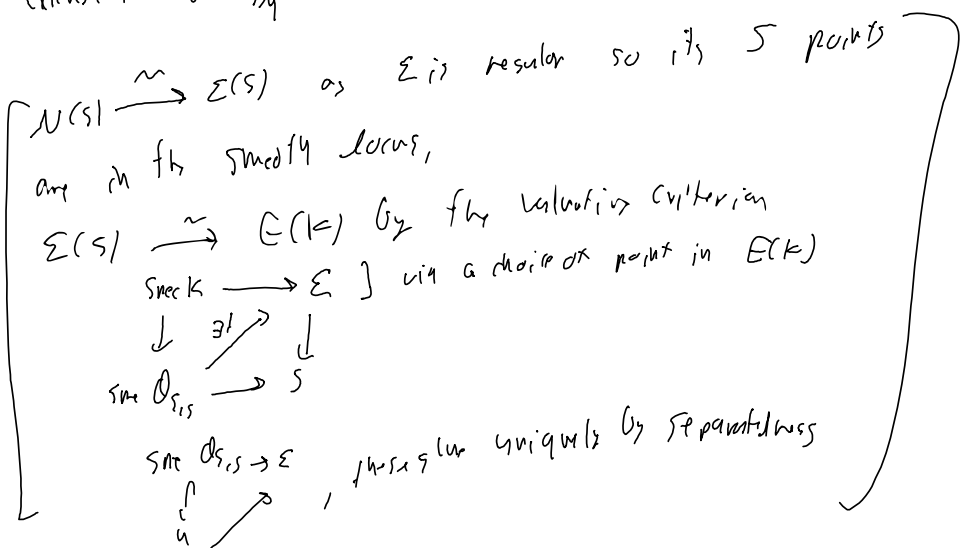 N(S) ⥲ ℰ(S) as ℰ is regular so its S points
are in the smooth locus,
ℰ(S) ⥲ E(K) by the valuative criterion
Spec K → ℰ ] via a choice of point in E(K)
↓ ∃! ↗ ↓
Spec O_{S,s} → S
Spec O_{S,s} → ℰ
, these glue uniquely by separatedness
U ↗